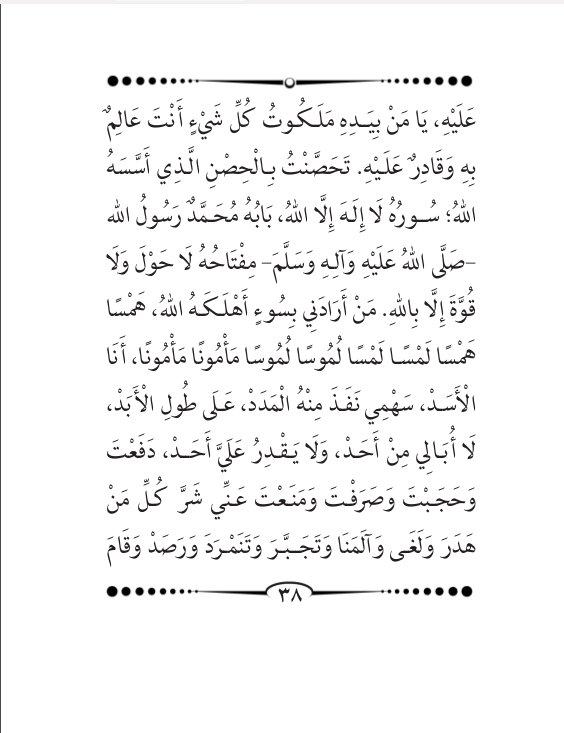 عَلَيْهِ، يَا مَنْ بِيَدِهِ مَلَكُوتُ كُلِّ شَيْءٍ أَنْتَ عَالِمٌ
بِهِ وَقَادِرٌ عَلَيْهِ. تَحَصَّنْتُ بِالْحِصْنِ الَّذِي أَسَّسَهُ
اللهُ؛ سُورُهُ لَا إِلَهَ إِلَّا اللهُ، بَابُهُ مُحَمَّدٌ رَسُولُ الله
-صَلَّى اللهُ عَلَيْهِ وَآلِهِ وَسَلَّمَ- مِفْتَاحُهُ لَا حَوْلَ وَلَا
قُوَّةَ إِلَّا بِاللهِ. مَنْ أَرَادَنِي بِسُوءٍ أَهْلَكَهُ اللهُ، هَمْسًا
هَمْسًا لَمْسًا لَمْسًا لُمُوسًا لُمُوسًا مَأْمُونًا مَأْمُونًا، أَنَا
الْأَسَدْ، سَهْمِي نَفَذَ مِنْهُ الْمَدَدْ، عَلَى طُولِ الْأَبَدْ،
لَا أُبَالِي مِنْ أَحَدْ، وَلَا يَقْدِرُ عَلَيَّ أَحَدْ، دَفَعْتَ
وَحَجَبْتَ وَصَرَفْتَ وَمَنَعْتَ عَنِّي شَرَّ كُلِّ مَنْ
هَدَرَ وَلَغَى وَآلَمَنَا وَتَجَبَّرَ وَتَنَمْرَدَ وَرَصَدْ وَقَامَ
٣٨